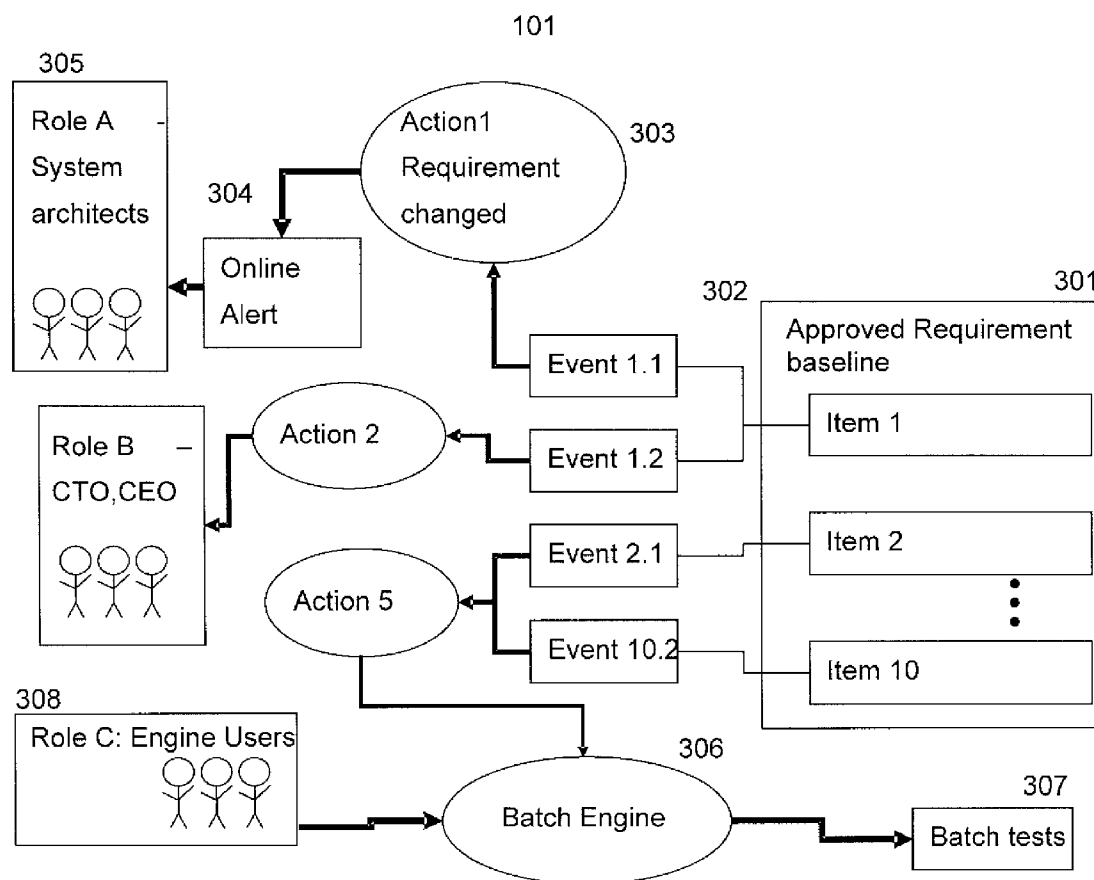 101
305
Role A -
System
architects
304
Online
Alert
Action1
Requirement
changed
303
302
301
Approved Requirement
baseline
Event 1.1
Item 1
Role B –
CTO,CEO
Action 2
Event 1.2
Event 2.1
Item 2
Action 5
Event 10.2
Item 10
308
Role C: Engine Users
306
Batch Engine
307
Batch tests